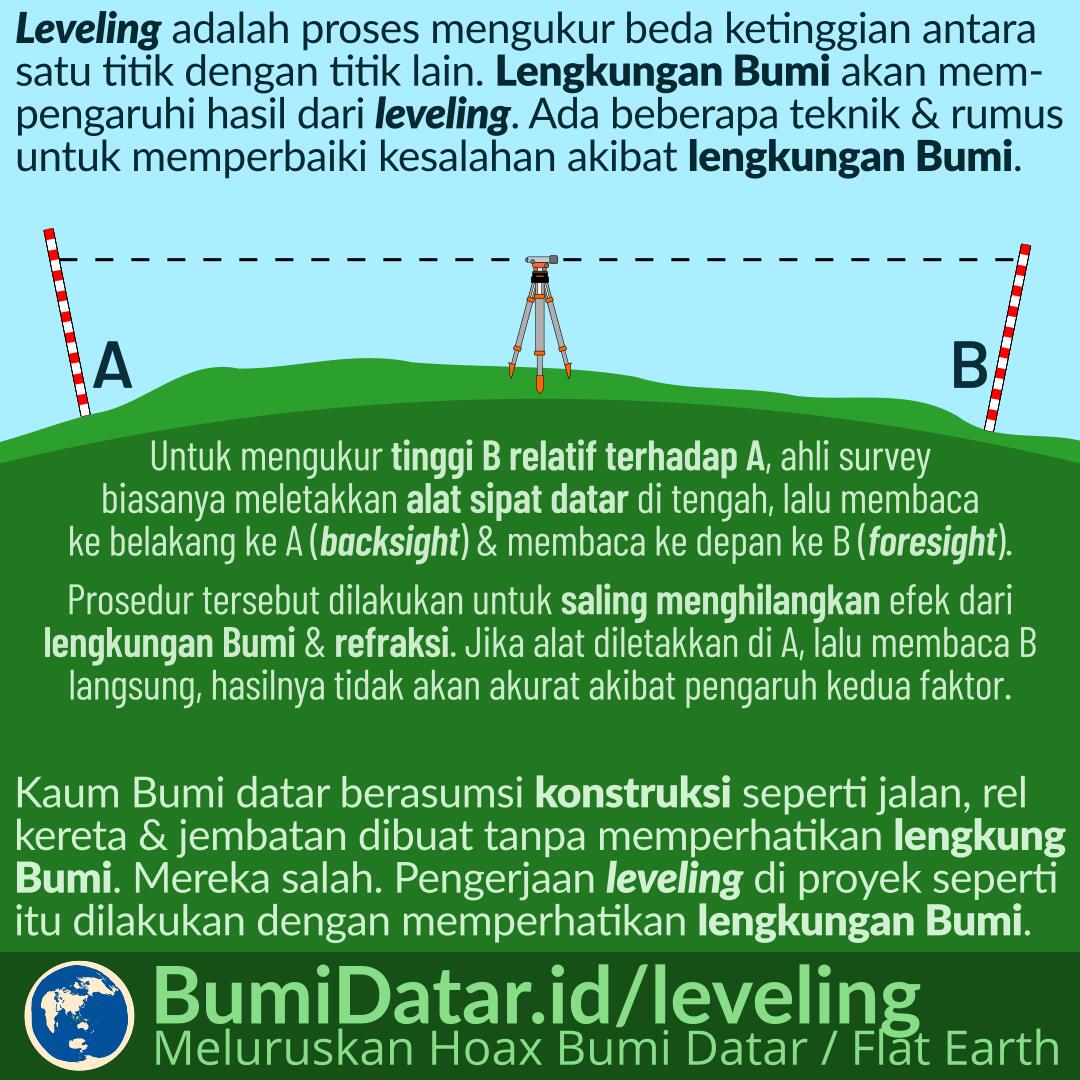 Leveling adalah proses mengukur beda ketinggian antara
satu titik dengan titik lain. Lengkungan Bumi akan mem-
pengaruhi hasil dari leveling. Ada beberapa teknik & rumus
untuk memperbaiki kesalahan akibat lengkungan Bumi.
A
B
Untuk mengukur tinggi B relatif terhadap A, ahli survey
biasanya meletakkan alat sipat datar di tengah, lalu membaca
ke belakang ke A (backsight) & membaca ke depan ke B (foresight).
Prosedur tersebut dilakukan untuk saling menghilangkan efek dari
lengkungan Bumi & refraksi. Jika alat diletakkan di A, lalu membaca B
langsung, hasilnya tidak akan akurat akibat pengaruh kedua faktor.
Kaum Bumi datar berasumsi konstruksi seperti jalan, rel
kereta & jembatan dibuat tanpa memperhatikan lengkung
Bumi. Mereka salah. Pengerjaan leveling di proyek seperti
itu dilakukan dengan memperhatikan lengkungan Bumi.
BumiDatar.id/leveling
Meluruskan Hoax Bumi Datar / Flat Earth